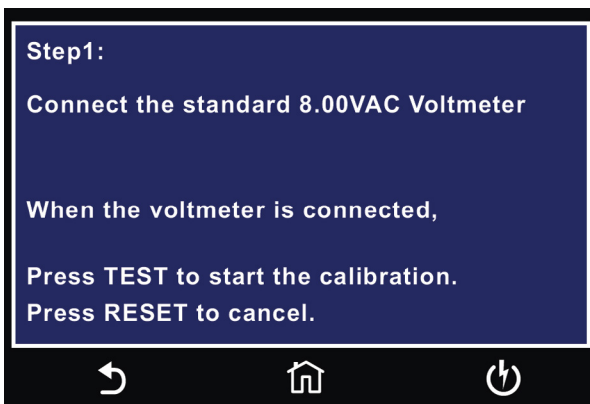 Step1:
Connect the standard 8.00VAC Voltmeter
When the voltmeter is connected,
Press TEST to start the calibration.
Press RESET to cancel.